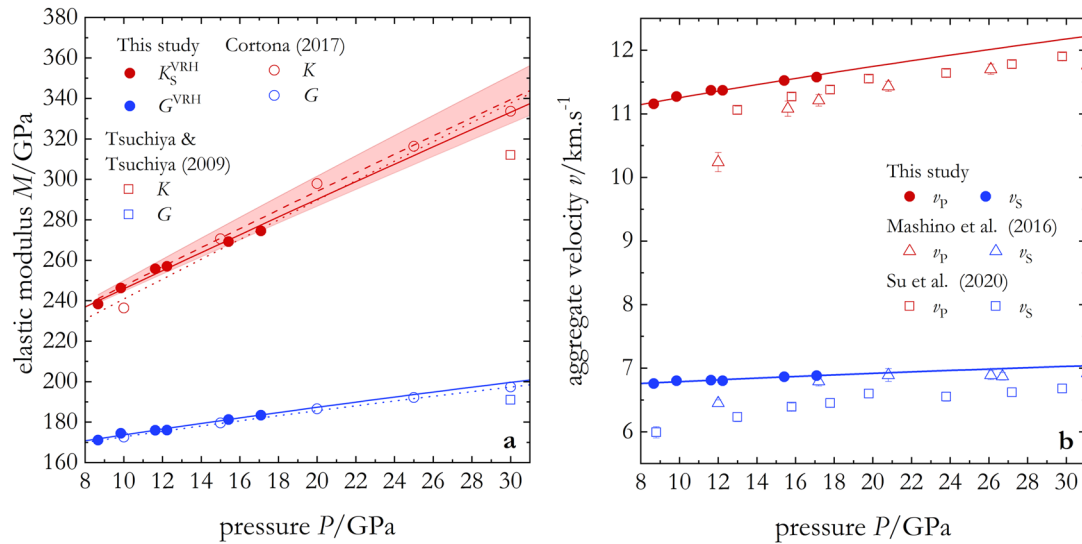 elastic modulus M/GPa
380
360
340
320
300
280
260
240
220
200
180
160
This study
K_S^VRH
G^VRH
Cortona (2017)
K
G
Tsuchiya &
Tsuchiya (2009)
K
G
a
8 10 12 14 16 18 20 22 24 26 28 30
pressure P/GPa
aggregate velocity v/km.s⁻¹
12
11
10
9
8
7
6
This study
v_P v_S
Mashino et al. (2016)
v_P v_S
Su et al. (2020)
v_P v_S
b
8 10 12 14 16 18 20 22 24 26 28 30
pressure P/GPa